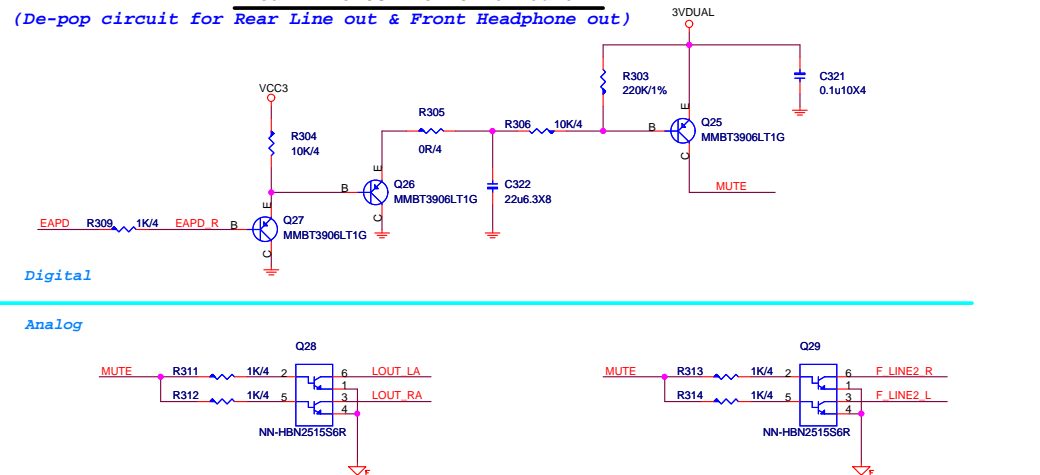 (De-pop circuit for Rear Line out & Front Headphone out)
3VDUAL
R303
220K/1%
C321
0.1u10X4
VCC3
R305
0R/4
R306 10K/4
E
B
C
Q25
MMBT3906LT1G
R304
10K/4
E
B
C
Q26
MMBT3906LT1G
C322
22u6.3X8
MUTE
EAPD R309 1K/4 EAPD_R B
E
C
Q27
MMBT3906LT1G
Digital
Analog
Q28
MUTE R311 1K/4 2 6 LOUT_LA
1
R312 1K/4 5 3 LOUT_RA
4
NN-HBN2515S6R
F
Q29
MUTE R313 1K/4 2 6 F_LINE2_R
1
R314 1K/4 5 3 F_LINE2_L
4
NN-HBN2515S6R
F